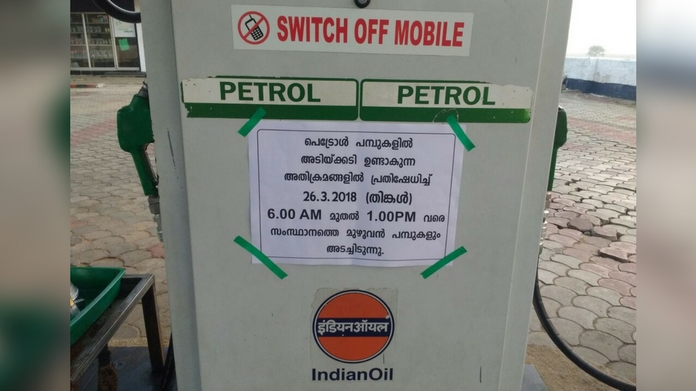 SWITCH OFF MOBILE
PETROL PETROL
പെട്രോൾ പമ്പുകളിൽ
അടിയ്ക്കടി ഉണ്ടാകുന്ന
അതിക്രമങ്ങളിൽ പ്രതിഷേധിച്ച്
26.3.2018 (തിങ്കൾ)
6.00 AM മുതൽ 1.00PM വരെ
സംസ്ഥാനത്തെ മുഴുവൻ പമ്പുകളും
അടച്ചിടുന്നു.
इंडियनऑयल
IndianOil